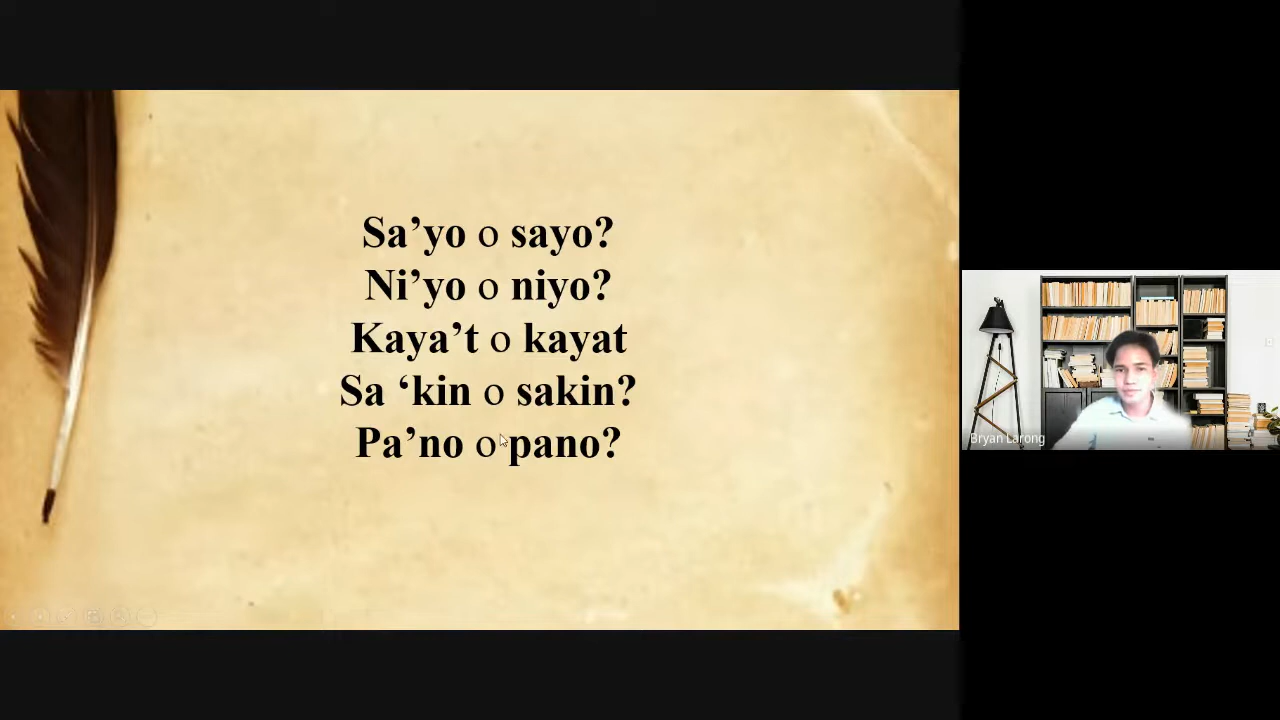 Sa’yo o sayo?
Ni’yo o niyo?
Kaya’t o kayat
Sa ‘kin o sakin?
Pa’no o pano?
Bryan Larong